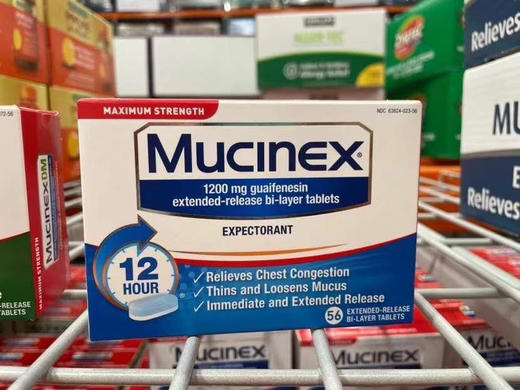 MAXIMUM STRENGTH
NDC 63824-023-56
MUCINEX®
1200 mg guaifenesin
extended-release bi-layer tablets
EXPECTORANT
12
HOUR
Relieves Chest Congestion
Thins and Loosens Mucus
Immediate and Extended Release
56 EXTENDED-RELEASE
BI-LAYER TABLETS
MUCINEX DM
MAXIMUM STRENGTH
-RELEASE
TABLETS
Relieves
MU
Relieves
MUCINEX
MUCINEX